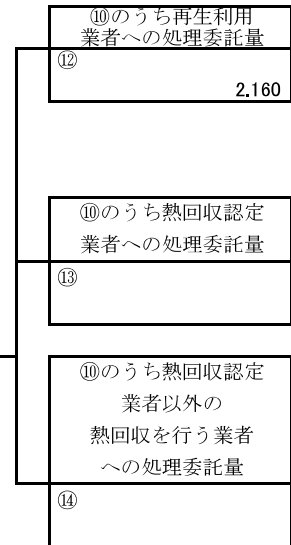 ⑩のうち再生利用
業者への処理委託量
⑫
2.160
⑩のうち熱回収認定
業者への処理委託量
⑬
⑩のうち熱回収認定
業者以外の
熱回収を行う業者
への処理委託量
⑭